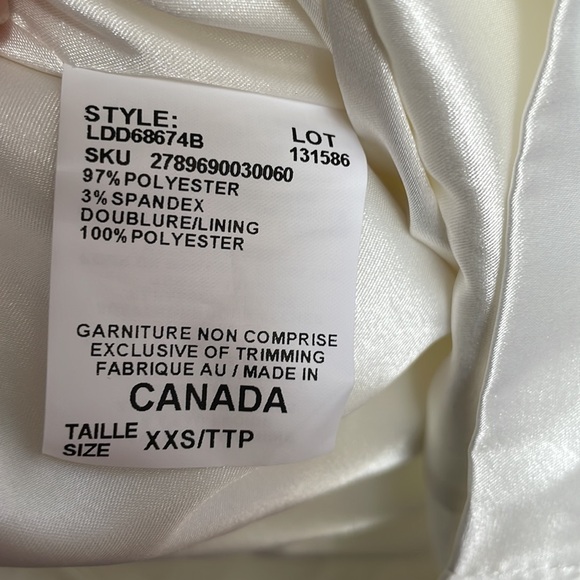 STYLE:
LDD68674B LOT
SKU 2789690030060 131586
97% POLYESTER
3% SPANDEX
DOUBLURE/LINING
100% POLYESTER
GARNITURE NON COMPRISE
EXCLUSIVE OF TRIMMING
FABRIQUE AU / MADE IN
CANADA
TAILLE XXS/TTP
SIZE